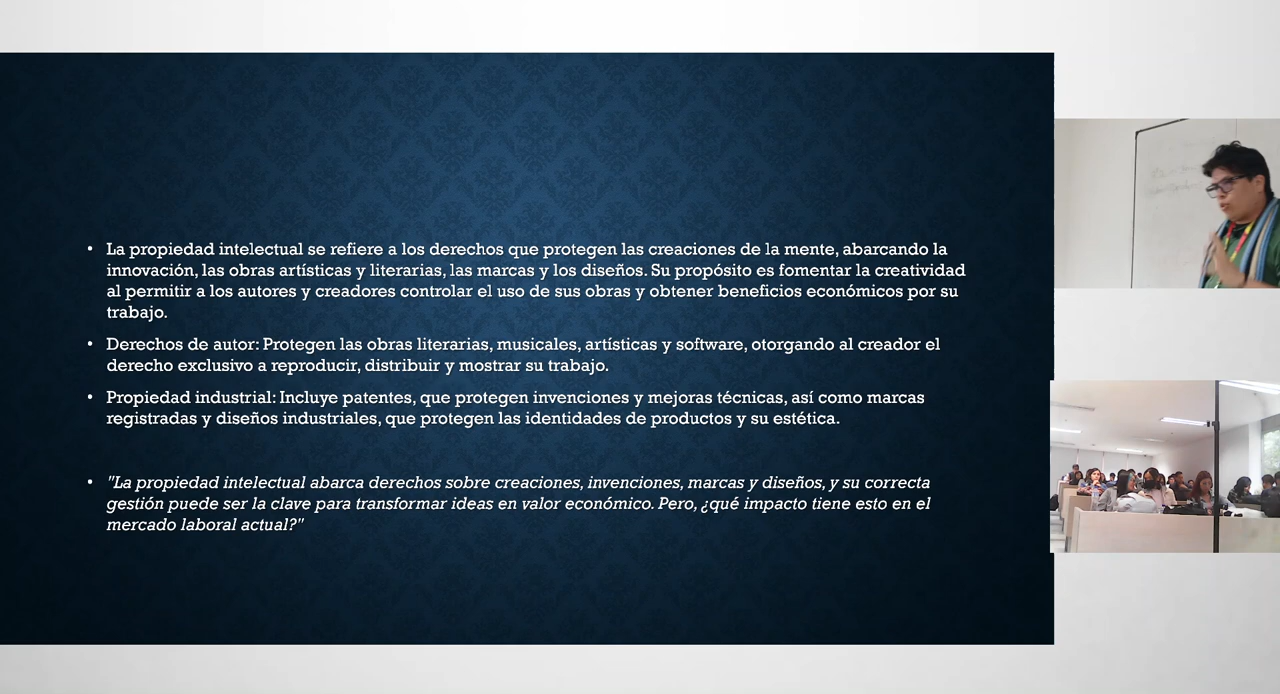 • La propiedad intelectual se refiere a los derechos que protegen las creaciones de la mente, abarcando la
innovación, las obras artísticas y literarias, las marcas y los diseños. Su propósito es fomentar la creatividad
al permitir a los autores y creadores controlar el uso de sus obras y obtener beneficios económicos por su
trabajo.
• Derechos de autor: Protegen las obras literarias, musicales, artísticas y software, otorgando al creador el
derecho exclusivo a reproducir, distribuir y mostrar su trabajo.
• Propiedad industrial: Incluye patentes, que protegen invenciones y mejoras técnicas, así como marcas
registradas y diseños industriales, que protegen las identidades de productos y su estética.
• "La propiedad intelectual abarca derechos sobre creaciones, invenciones, marcas y diseños, y su correcta
gestión puede ser la clave para transformar ideas en valor económico. Pero, ¿qué impacto tiene esto en el
mercado laboral actual?"